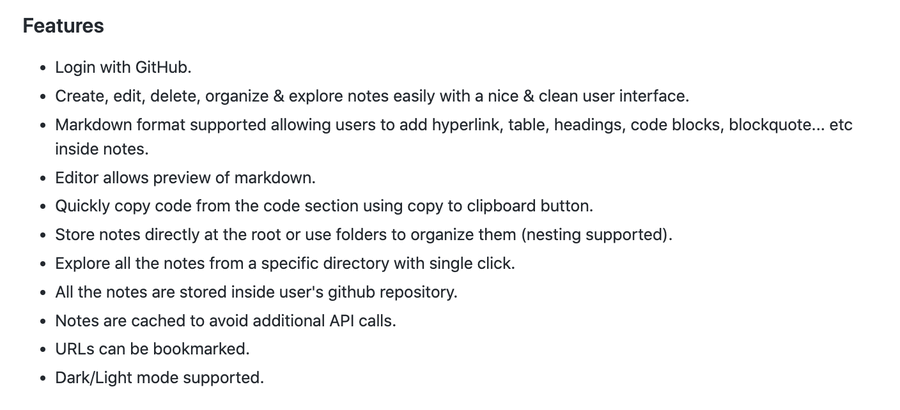 Features
• Login with GitHub.
• Create, edit, delete, organize & explore notes easily with a nice & clean user interface.
• Markdown format supported allowing users to add hyperlink, table, headings, code blocks, blockquote... etc
inside notes.
• Editor allows preview of markdown.
• Quickly copy code from the code section using copy to clipboard button.
• Store notes directly at the root or use folders to organize them (nesting supported).
• Explore all the notes from a specific directory with single click.
• All the notes are stored inside user's github repository.
• Notes are cached to avoid additional API calls.
• URLs can be bookmarked.
• Dark/Light mode supported.